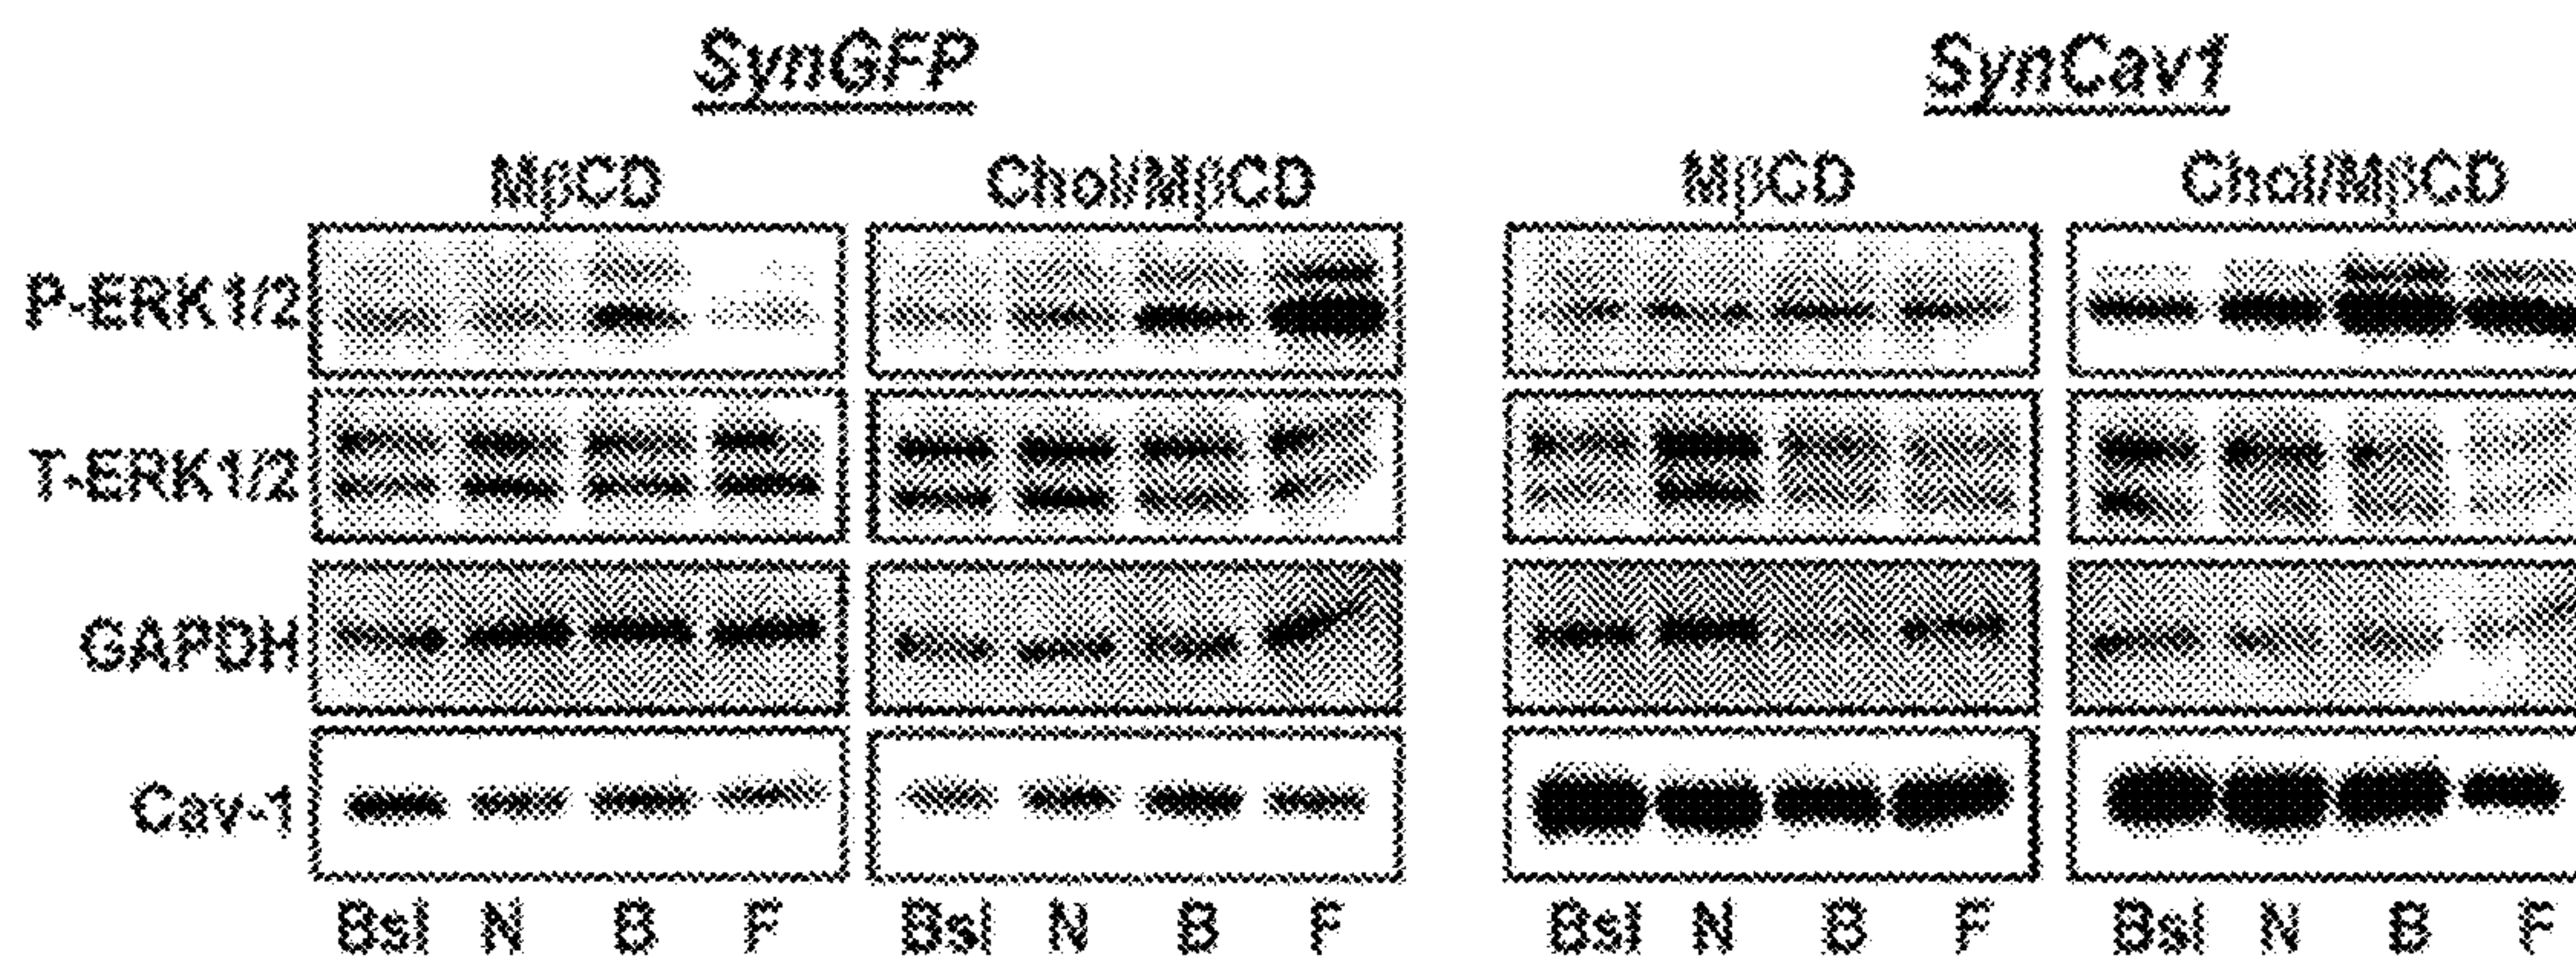 SynGFP SynCav1
MβCD Chol/MβCD MβCD Chol/MβCD
P-ERK1/2
T-ERK1/2
GAPDH
Cav-1
Bsl N B F Bsl N B F Bsl N B F Bsl N B F